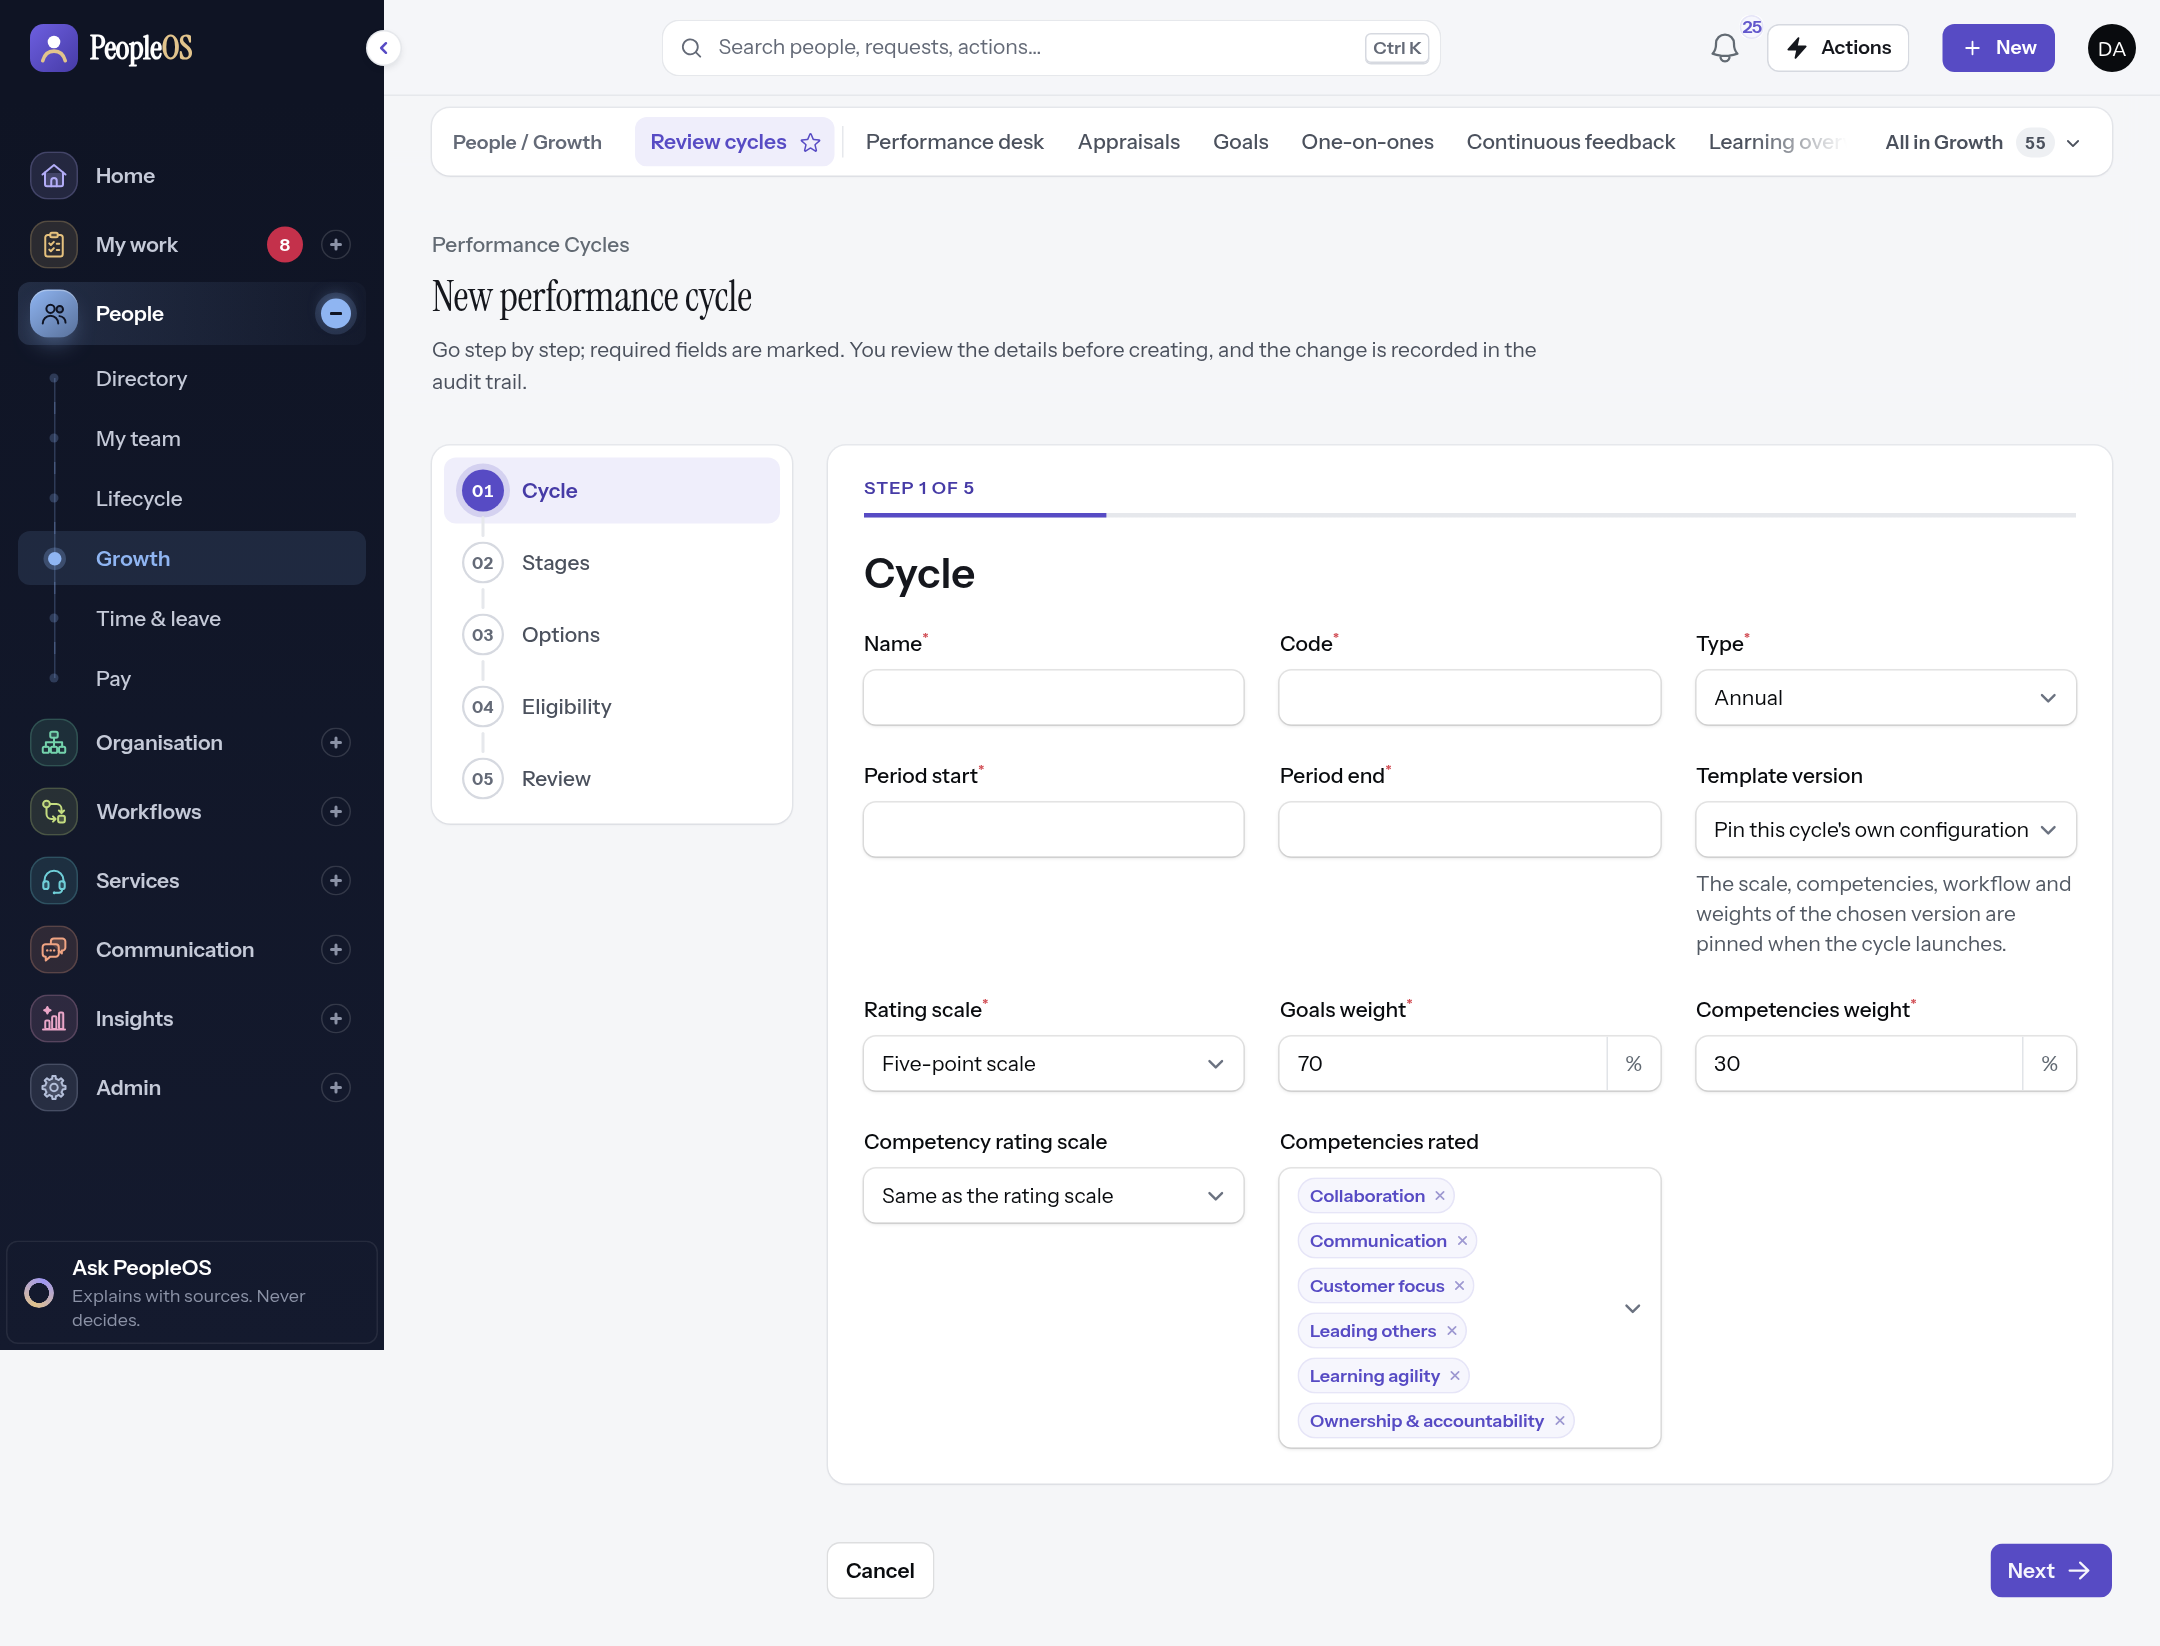 PeopleOS
Search people, requests, actions...
Ctrl K
25
Actions
New
DA
People / Growth
Review cycles
Performance desk
Appraisals
Goals
One-on-ones
Continuous feedback
Learning over
All in Growth
55
Home
My work
8
People
Directory
My team
Lifecycle
Growth
Time & leave
Pay
Organisation
Workflows
Services
Communication
Insights
Admin
Ask PeopleOS
Explains with sources. Never
decides.
Performance Cycles
New performance cycle
Go step by step; required fields are marked. You review the details before creating, and the change is recorded in the
audit trail.
01 Cycle
02 Stages
03 Options
04 Eligibility
05 Review
STEP 1 OF 5
Cycle
Name*
Code*
Type*
Annual
Period start*
Period end*
Template version
Pin this cycle's own configuration
The scale, competencies, workflow and
weights of the chosen version are
pinned when the cycle launches.
Rating scale*
Goals weight*
Competencies weight*
Five-point scale
70 %
30 %
Competency rating scale
Competencies rated
Same as the rating scale
Collaboration ×
Communication ×
Customer focus ×
Leading others ×
Learning agility ×
Ownership & accountability ×
Cancel
Next